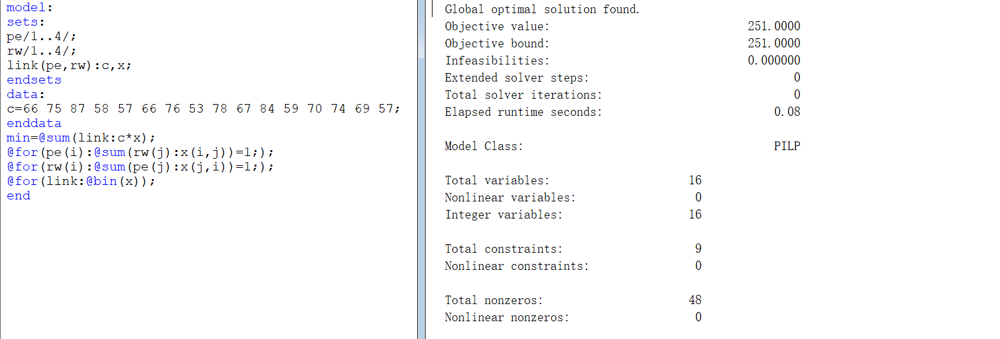 model:
sets:
pe/1..4/;
rw/1..4/;
link(pe,rw):c,x;
endsets
data:
c=66 75 87 58 57 66 76 53 78 67 84 59 70 74 69 57;
enddata
min=@sum(link:c*x);
@for(pe(i):@sum(rw(j):x(i,j))=1;);
@for(rw(i):@sum(pe(j):x(j,i))=1;);
@for(link:@bin(x));
end
Global optimal solution found.
Objective value: 251.0000
Objective bound: 251.0000
Infeasibilities: 0.000000
Extended solver steps: 0
Total solver iterations: 0
Elapsed runtime seconds: 0.08
Model Class: PILP
Total variables: 16
Nonlinear variables: 0
Integer variables: 16
Total constraints: 9
Nonlinear constraints: 0
Total nonzeros: 48
Nonlinear nonzeros: 0